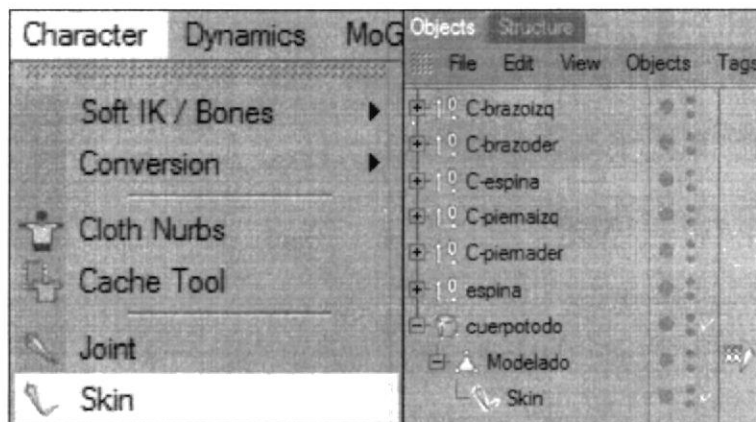 Character Dynamics MoG
Soft IK / Bones
Conversion
Cloth Nurbs
Cache Tool
Joint
Skin
Objects Structure
File Edit View Objects Tags
C-brazoizq
C-brazoder
C-espina
C-piernaizq
C-piernader
espina
cuerpotodo
Modelado
Skin